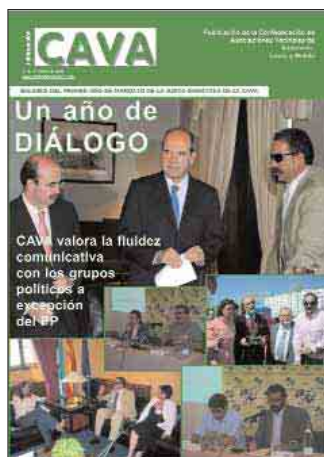 CAVA
Publicación de la Confederación de
Asociaciones Vecinales de
Andalucía
BALANCE DEL PRIMER AÑO DE MANDATO DE LA JUNTA DIRECTIVA DE LA CAVA
Un año de
DIÁLOGO
CAVA valora la fluidez
comunicativa
con los grupos
políticos a
excepción
del PP